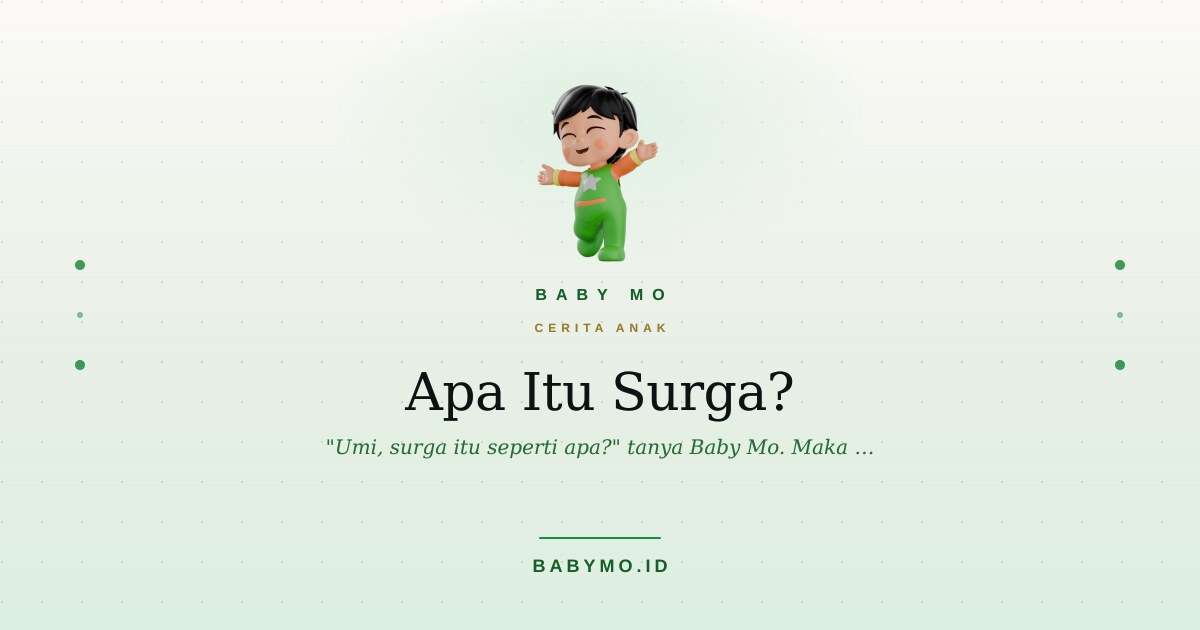 BABY MO
CERITA ANAK
Apa Itu Surga?
"Umi, surga itu seperti apa?" tanya Baby Mo. Maka ...
BABYMO.ID